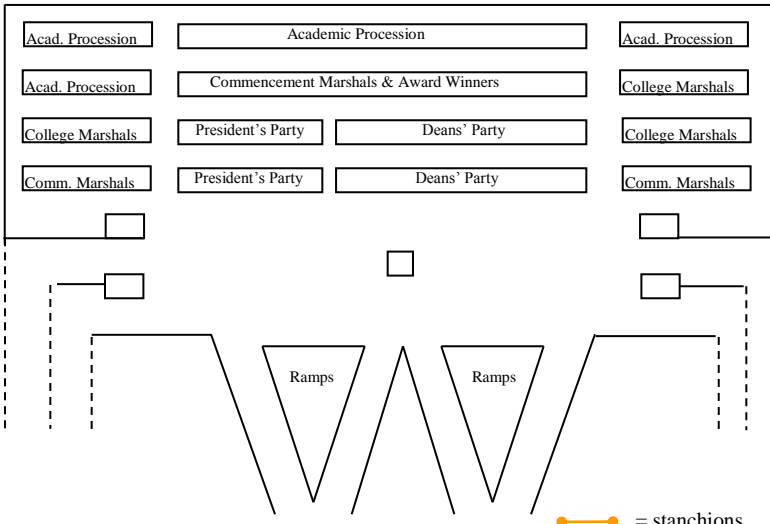 Acad. Procession Academic Procession Acad. Procession
Acad. Procession Commencement Marshals & Award Winners College Marshals
College Marshals President’s Party Deans’ Party College Marshals
Comm. Marshals President’s Party Deans’ Party Comm. Marshals
Ramps Ramps
= stanchions